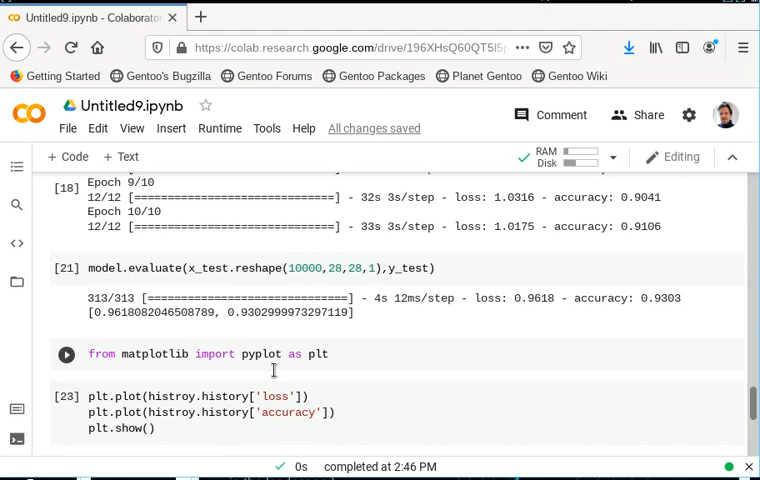 Untitled9.ipynb - Colaborator
https://colab.research.google.com/drive/196XHsQ60QT5l5p
Getting Started Gentoo's Bugzilla Gentoo Forums Gentoo Packages Planet Gentoo Gentoo Wiki
Untitled9.ipynb
Comment Share
File Edit View Insert Runtime Tools Help All changes saved
+ Code + Text RAM Disk Editing
[18] Epoch 9/10
12/12 [==============================] - 32s 3s/step - loss: 1.0316 - accuracy: 0.9041
Epoch 10/10
12/12 [==============================] - 33s 3s/step - loss: 1.0175 - accuracy: 0.9106
[21] model.evaluate(x_test.reshape(10000,28,28,1),y_test)
313/313 [==============================] - 4s 12ms/step - loss: 0.9618 - accuracy: 0.9303
[0.9618082046508789, 0.9302999973297119]
from matplotlib import pyplot as plt
[23] plt.plot(histroy.history['loss'])
plt.plot(histroy.history['accuracy'])
plt.show()
0s completed at 2:46 PM